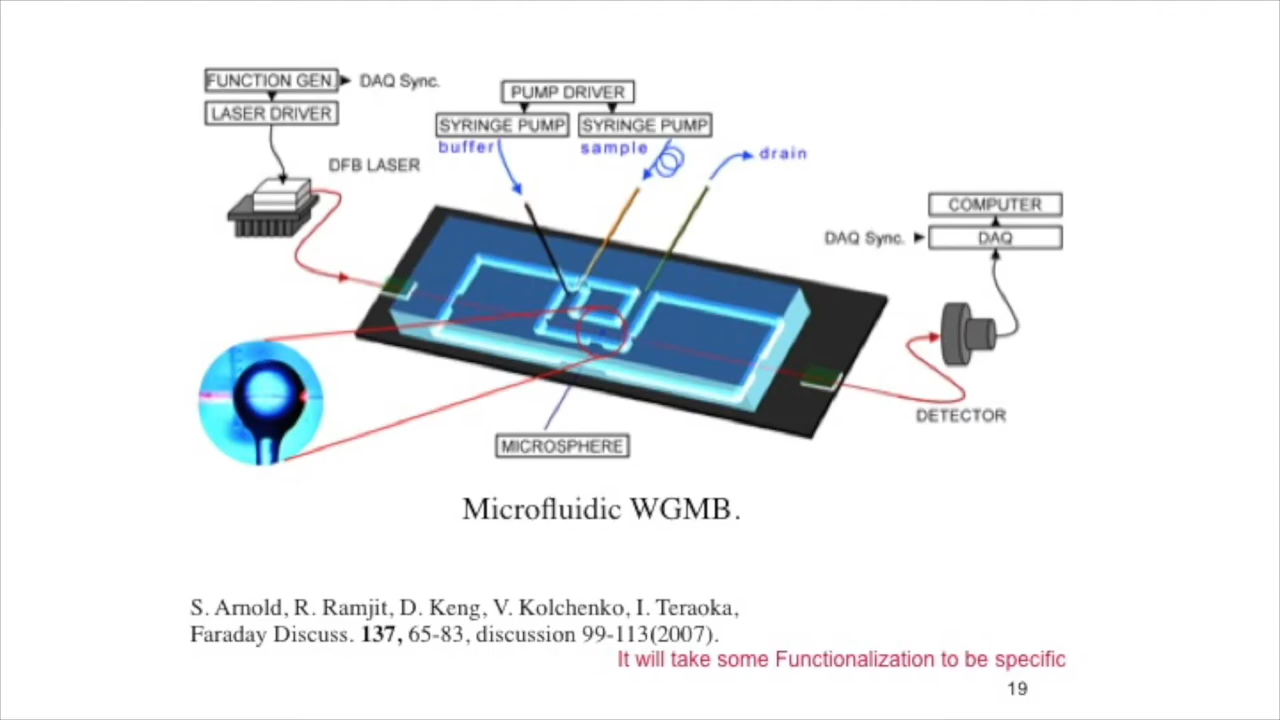 FUNCTION GEN.
DAQ Sync.
LASER DRIVER
DFB LASER
PUMP DRIVER
SYRINGE PUMP
SYRINGE PUMP
buffer
sample
drain
COMPUTER
DAQ Sync.
DAQ
DETECTOR
MICROSPHERE
Microfluidic WGMB.
S. Arnold, R. Ramjit, D. Keng, V. Kolchenko, I. Teraoka,
Faraday Discuss. 137, 65-83, discussion 99-113(2007).
It will take some Functionalization to be specific
19